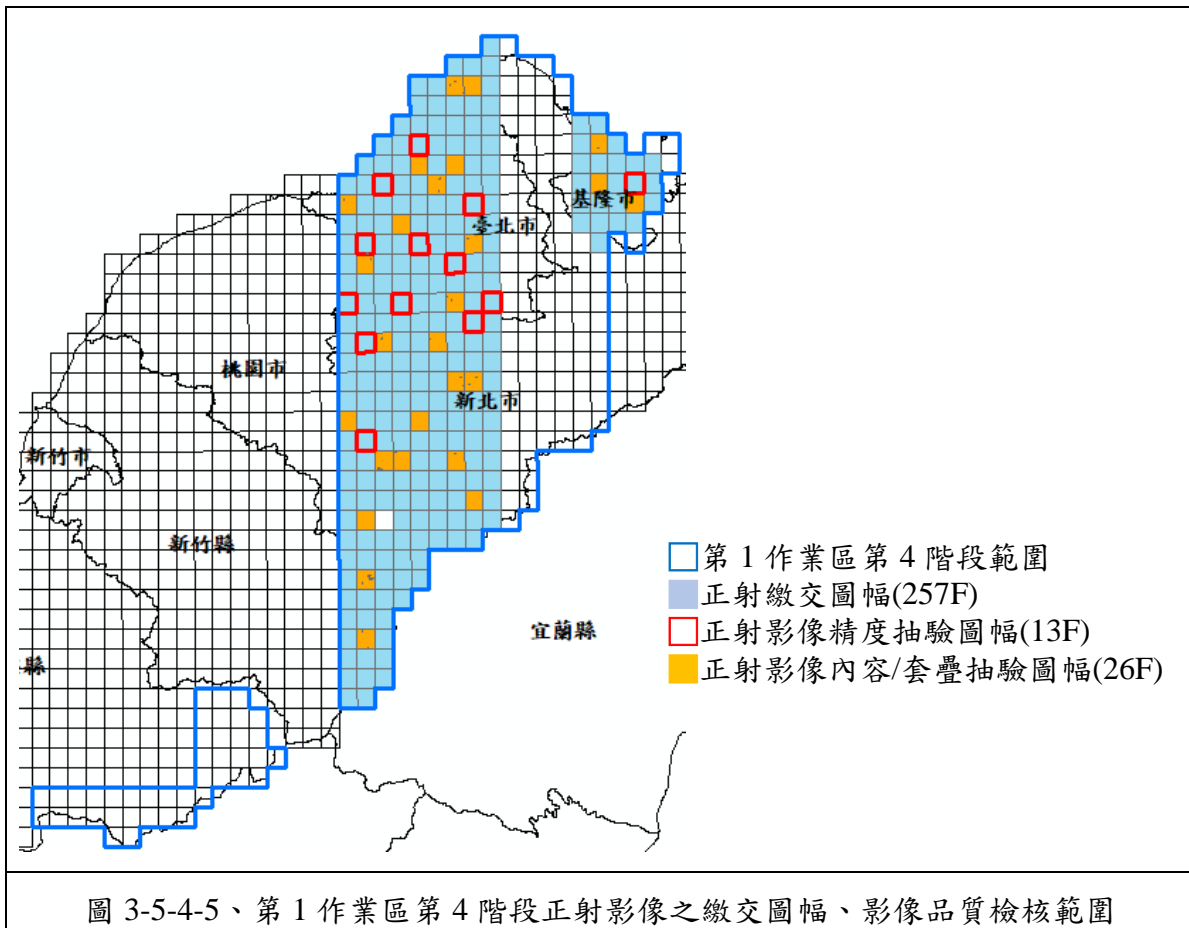 基隆市
臺北市
桃園市
新北市
新竹市
新竹縣
宜蘭縣
縣
第 1 作業區第 4 階段範圍
正射繳交圖幅(257F)
正射影像精度抽驗圖幅(13F)
正射影像內容/套疊抽驗圖幅(26F)
圖 3-5-4-5、第 1 作業區第 4 階段正射影像之繳交圖幅、影像品質檢核範圍